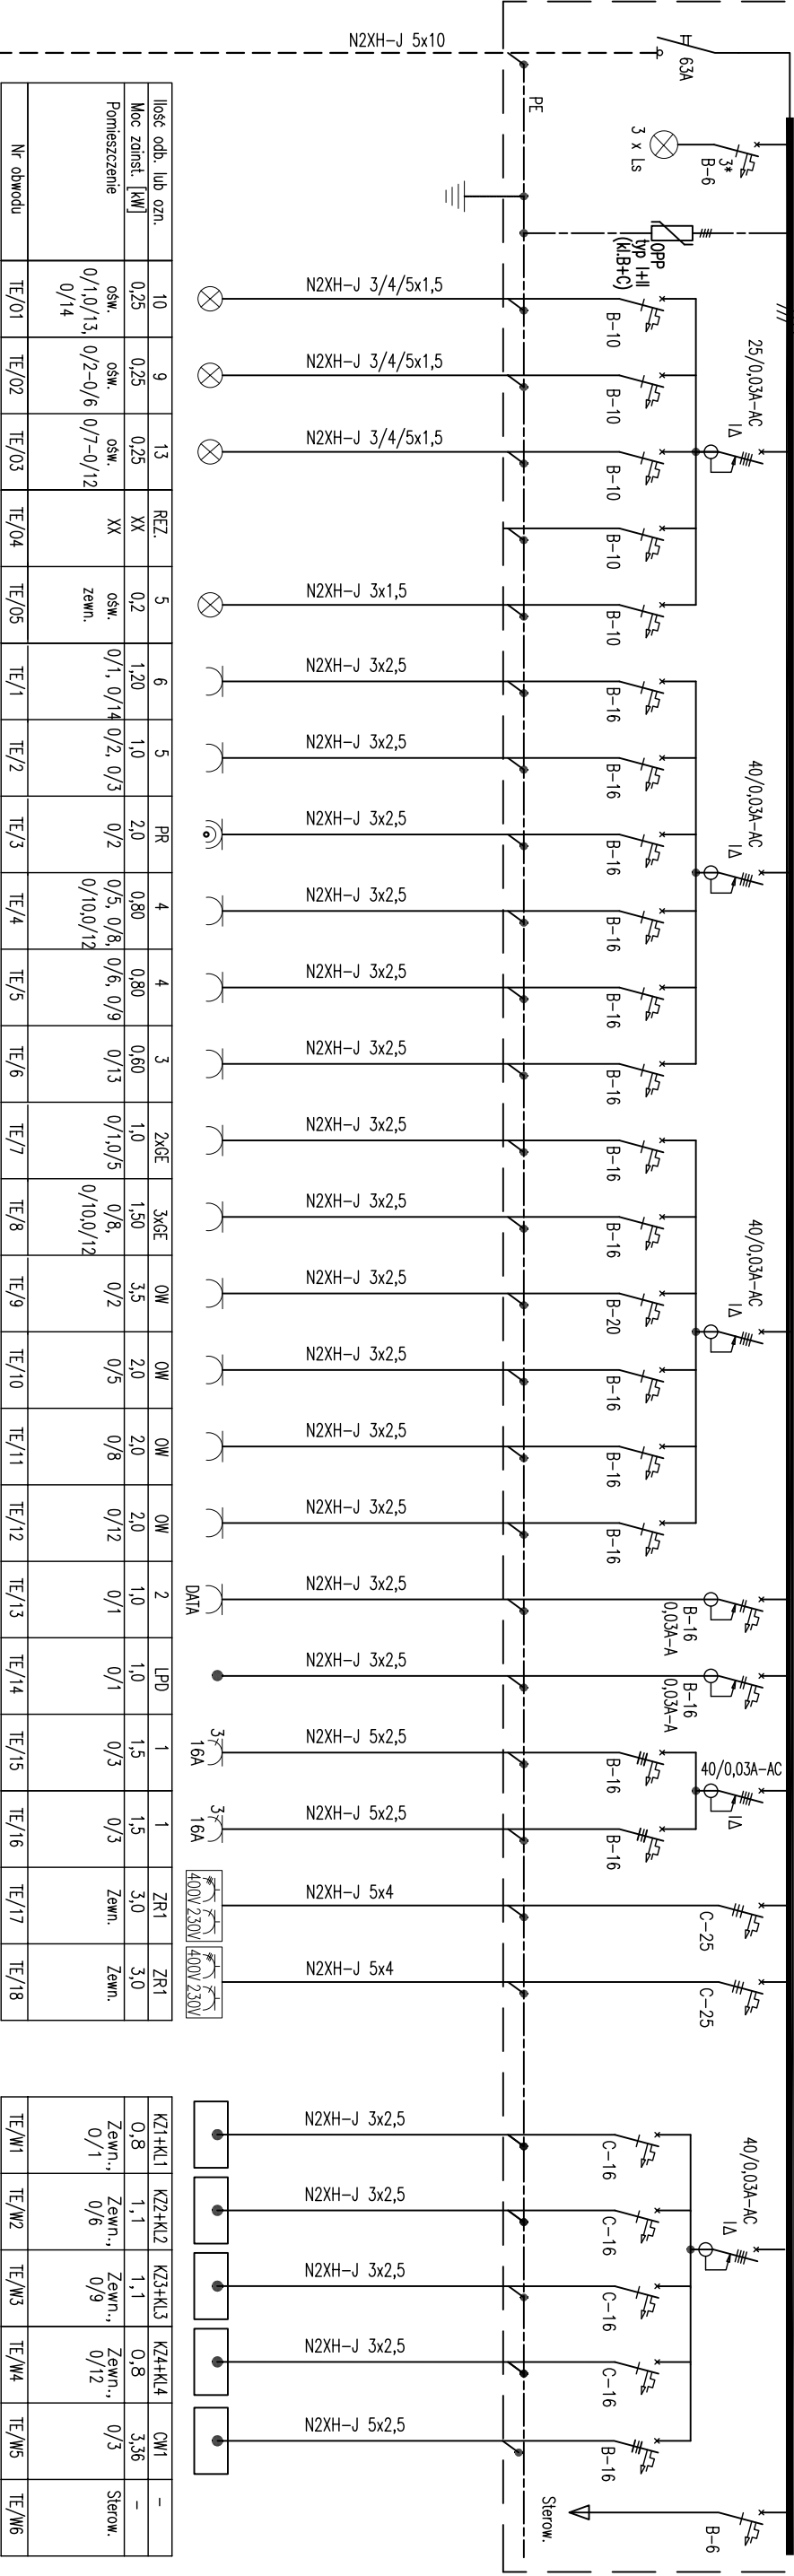 N2XH-J 5x10
63A
PE
3*
B-6
3 x Ls
OPP
typ I+II
(kl.B+C)
25/0,03A-AC
I∆
40/0,03A-AC
I∆
40/0,03A-AC
I∆
B-16
0,03A-A
B-16
0,03A-A
40/0,03A-AC
I∆
C-25
C-25
40/0,03A-AC
I∆
B-6
Sterow.
B-10
B-10
B-10
B-10
B-10
B-16
B-16
B-16
B-16
B-16
B-16
B-16
B-16
B-20
B-16
B-16
B-16
B-16
B-16
C-16
C-16
C-16
C-16
B-16
N2XH-J 3/4/5x1,5
N2XH-J 3/4/5x1,5
N2XH-J 3/4/5x1,5
N2XH-J 3x1,5
N2XH-J 3x2,5
N2XH-J 3x2,5
N2XH-J 3x2,5
N2XH-J 3x2,5
N2XH-J 3x2,5
N2XH-J 3x2,5
N2XH-J 3x2,5
N2XH-J 3x2,5
N2XH-J 3x2,5
N2XH-J 3x2,5
N2XH-J 3x2,5
N2XH-J 3x2,5
N2XH-J 3x2,5
N2XH-J 3x2,5
N2XH-J 5x2,5
N2XH-J 5x2,5
N2XH-J 5x4
N2XH-J 5x4
N2XH-J 3x2,5
N2XH-J 3x2,5
N2XH-J 3x2,5
N2XH-J 3x2,5
N2XH-J 5x2,5
DATA
3
16A
3
16A
400V 230V
400V 230V
Ilość odb. lub ozn. 10 9 13 REZ. 5 6 5 PR 4 4 3 2xGE 3xGE OW OW OW OW 2 LPD 1 1 ZR1 ZR1
Moc zainst. [kW] 0,25 0,25 0,25 XX 0,2 1,20 1,0 2,0 0,80 0,80 0,60 1,0 1,50 3,5 2,0 2,0 2,0 1,0 1,0 1,5 1,5 3,0 3,0
Pomieszczenie
ośw.
0/1,0/13,
0/14
ośw.
0/2-0/6
ośw.
0/7-0/12
XX
ośw.
zewn.
0/1, 0/14
0/2, 0/3
0/2
0/5, 0/8,
0/10,0/12
0/6, 0/9
0/13
0/1,0/5
0/8,
0/10,0/12
0/2
0/5
0/8
0/12
0/1
0/1
0/3
0/3
Zewn.
Zewn.
Nr obwodu TE/01 TE/02 TE/03 TE/04 TE/05 TE/1 TE/2 TE/3 TE/4 TE/5 TE/6 TE/7 TE/8 TE/9 TE/10 TE/11 TE/12 TE/13 TE/14 TE/15 TE/16 TE/17 TE/18
KZ1+KL1 KZ2+KL2 KZ3+KL3 KZ4+KL4 CW1 -
0,8 1,1 1,1 0,8 3,36 -
Zewn.,
0/1
Zewn.,
0/6
Zewn.,
0/9
Zewn.,
0/12
0/3
Sterow.
TE/W1 TE/W2 TE/W3 TE/W4 TE/W5 TE/W6